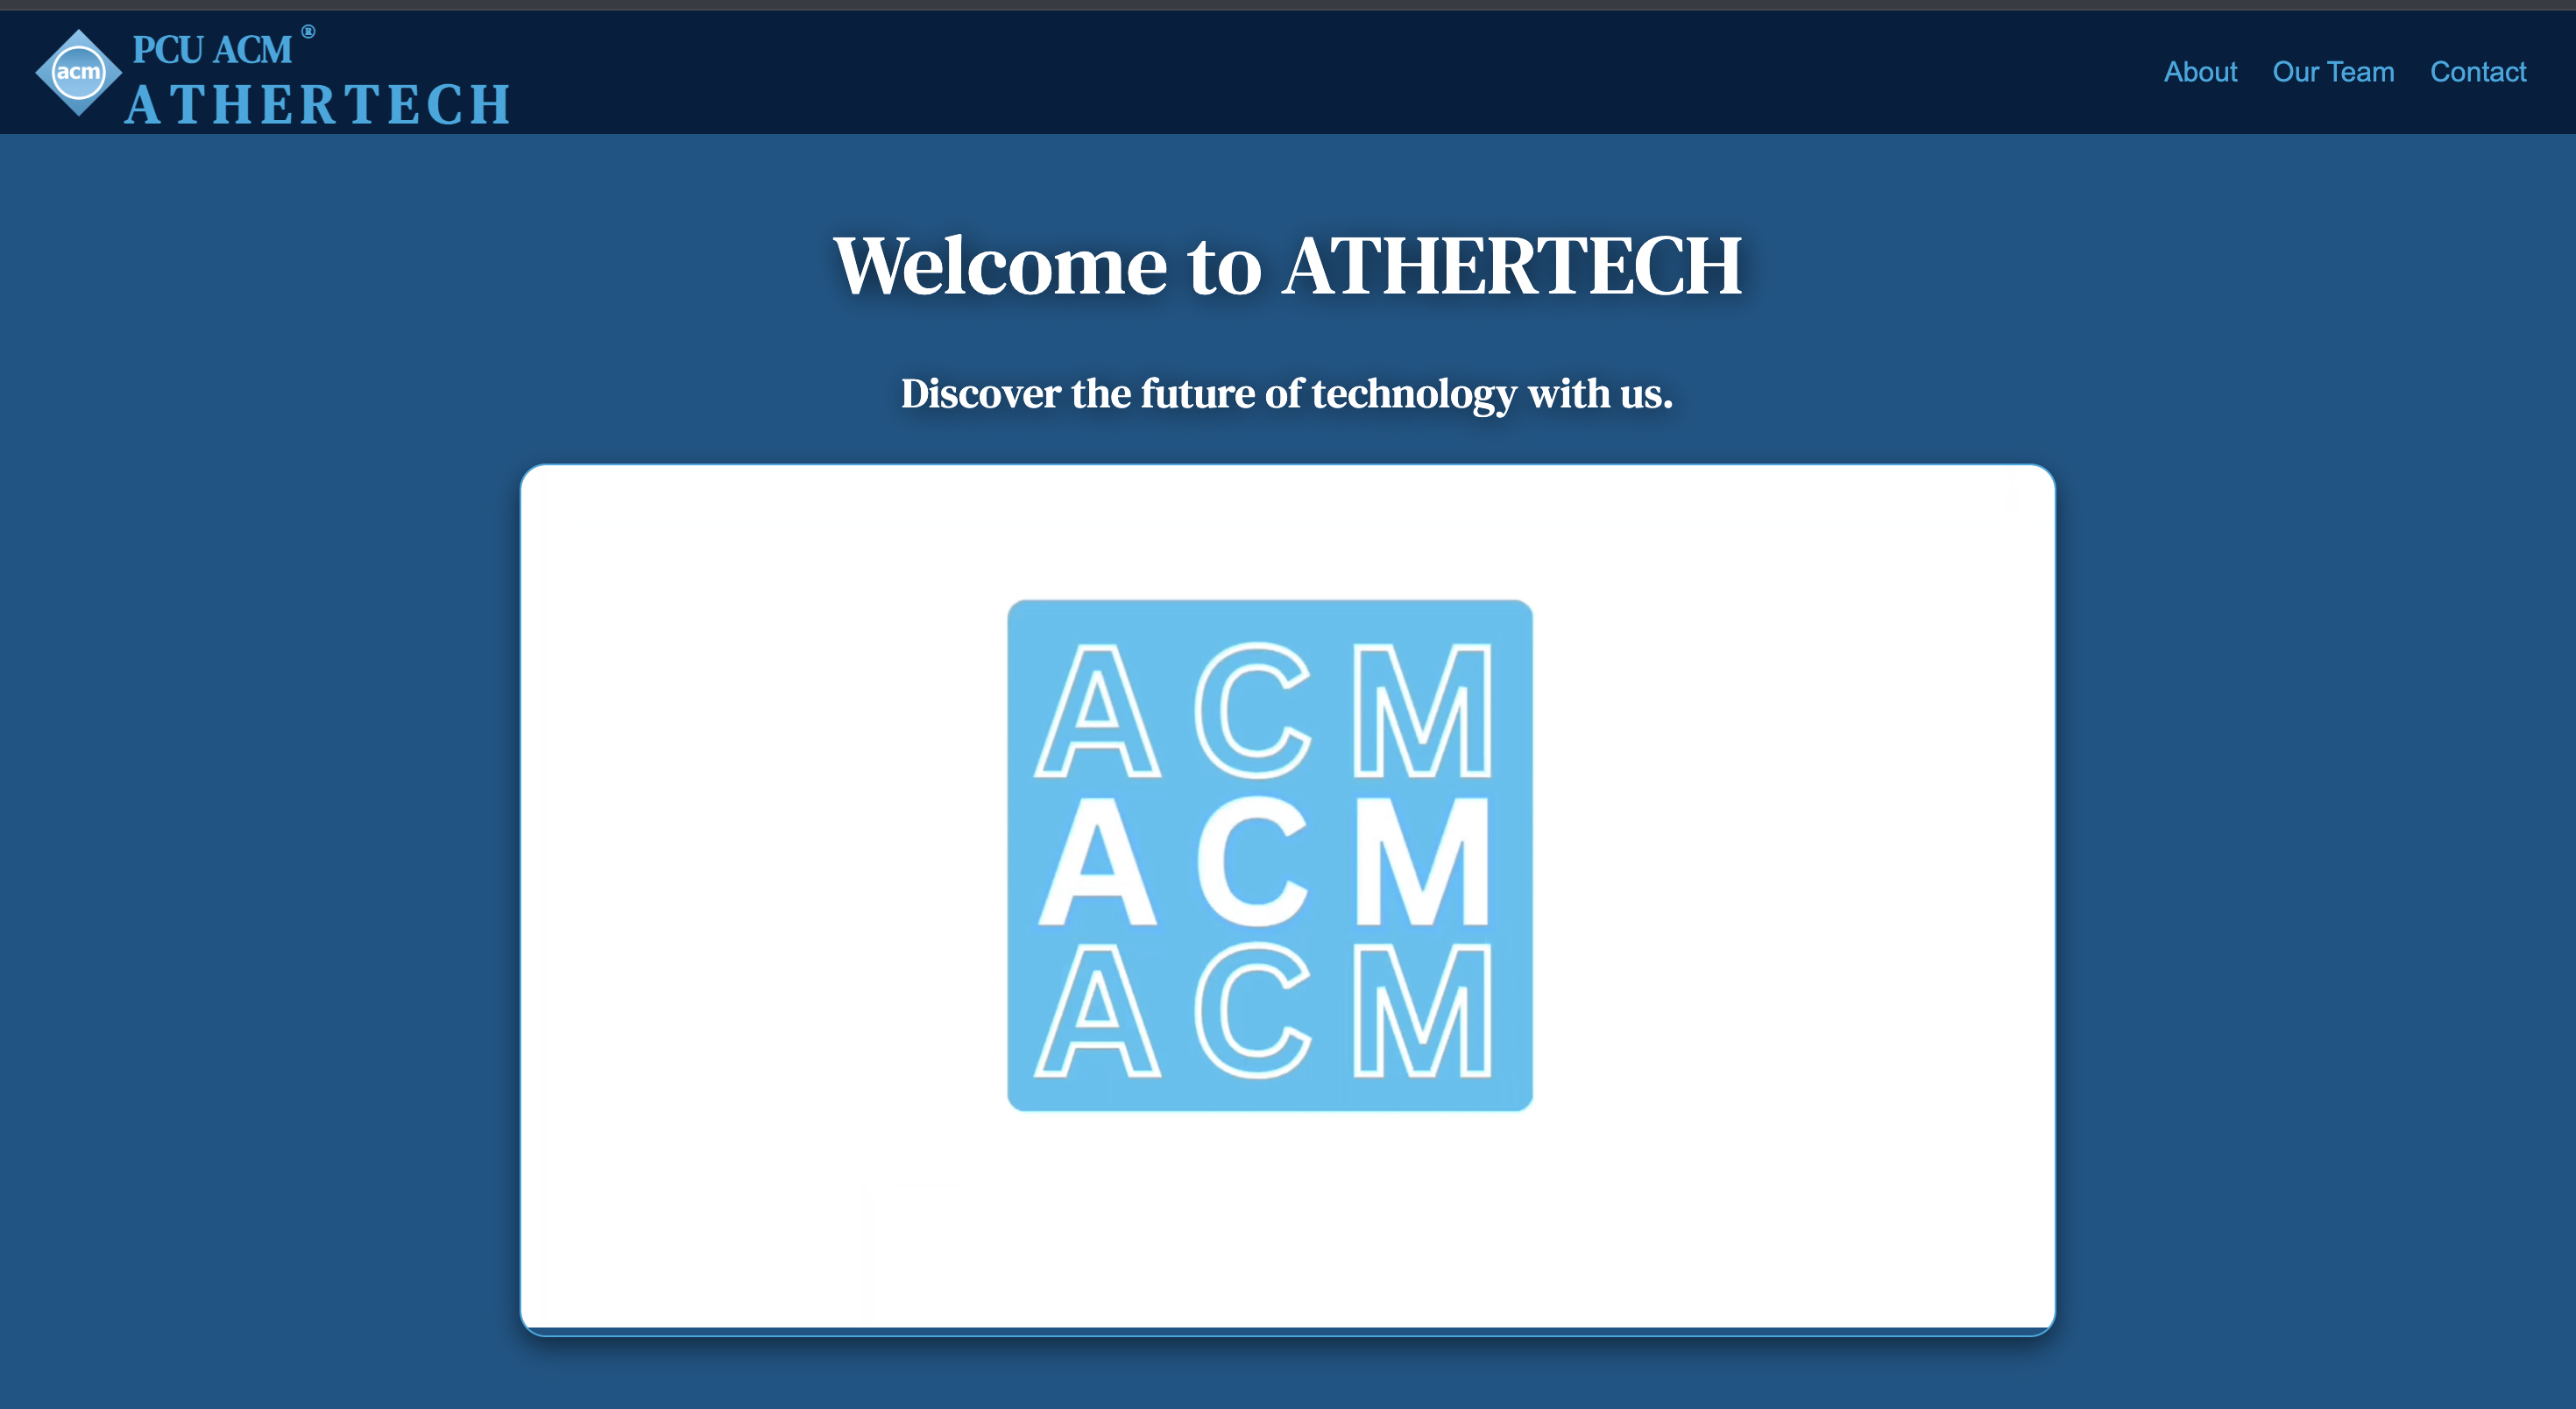 acm
PCU ACM ®
ATHERTECH
About Our Team Contact
Welcome to ATHERTECH
Discover the future of technology with us.
ACM
ACM
ACM